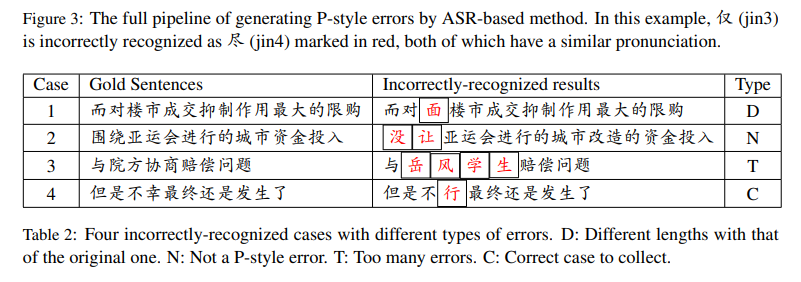 Figure 3: The full pipeline of generating P-style errors by ASR-based method. In this example, 仅 (jin3)
is incorrectly recognized as 尽 (jin4) marked in red, both of which have a similar pronunciation.
Case Gold Sentences Incorrectly-recognized results Type
1 而对楼市成交抑制作用最大的限购 而对面楼市成交抑制作用最大的限购 D
2 围绕亚运会进行的城市资金投入 没让亚运会进行的城市改造的资金投入 N
3 与院方协商赔偿问题 与岳风学生赔偿问题 T
4 但是不幸最终还是发生了 但是不行最终还是发生了 C
Table 2: Four incorrectly-recognized cases with different types of errors. D: Different lengths with that
of the original one. N: Not a P-style error. T: Too many errors. C: Correct case to collect.